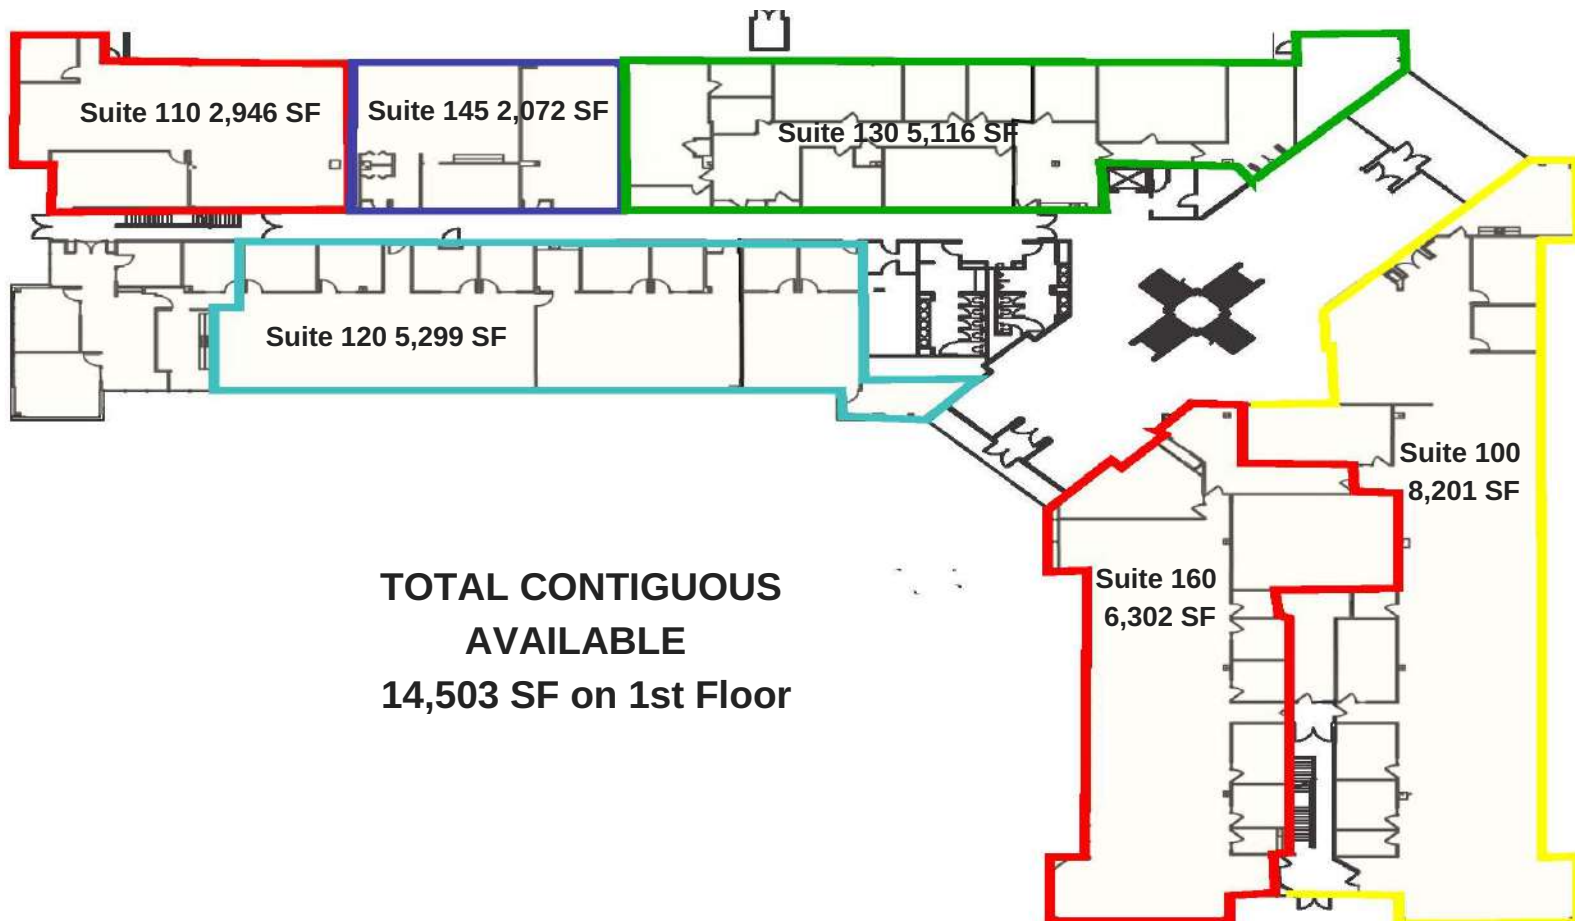 Suite 110 2,946 SF
Suite 145 2,072 SF
Suite 130 5,116 SF
Suite 120 5,299 SF
Suite 100
8,201 SF
Suite 160
6,302 SF
TOTAL CONTIGUOUS
AVAILABLE
14,503 SF on 1st Floor